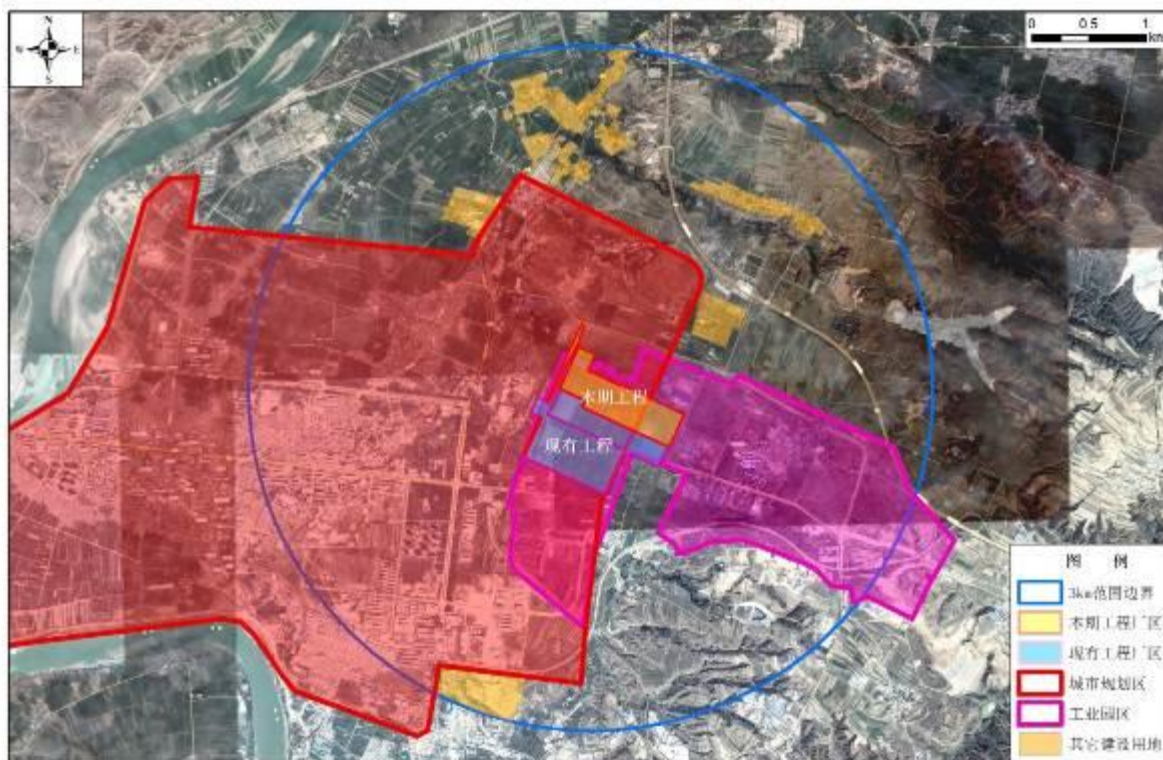 N
W E
S
0 0.5 1
km
本期工程
现有工程
图 例
3km范围边界
本期工程厂区
现有工程厂区
城市规划区
工业园区
其它建设用地